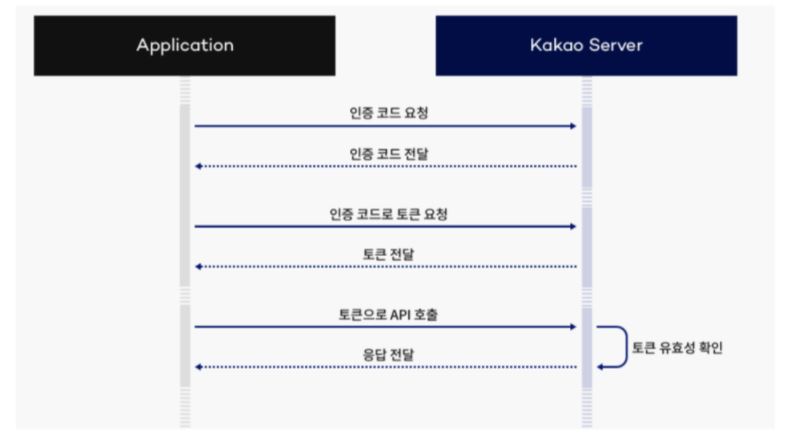 Application
Kakao Server
인증 코드 요청
인증 코드 전달
인증 코드로 토큰 요청
토큰 전달
토큰으로 API 호출
토큰 유효성 확인
응답 전달